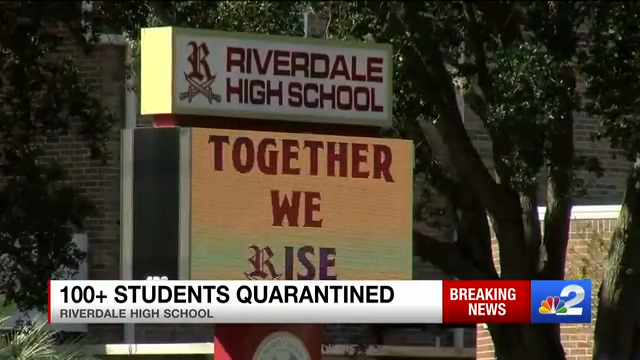 R
RIVERDALE
HIGH SCHOOL
TOGETHER
WE
RISE
100+ STUDENTS QUARANTINED
RIVERDALE HIGH SCHOOL
BREAKING
NEWS
2